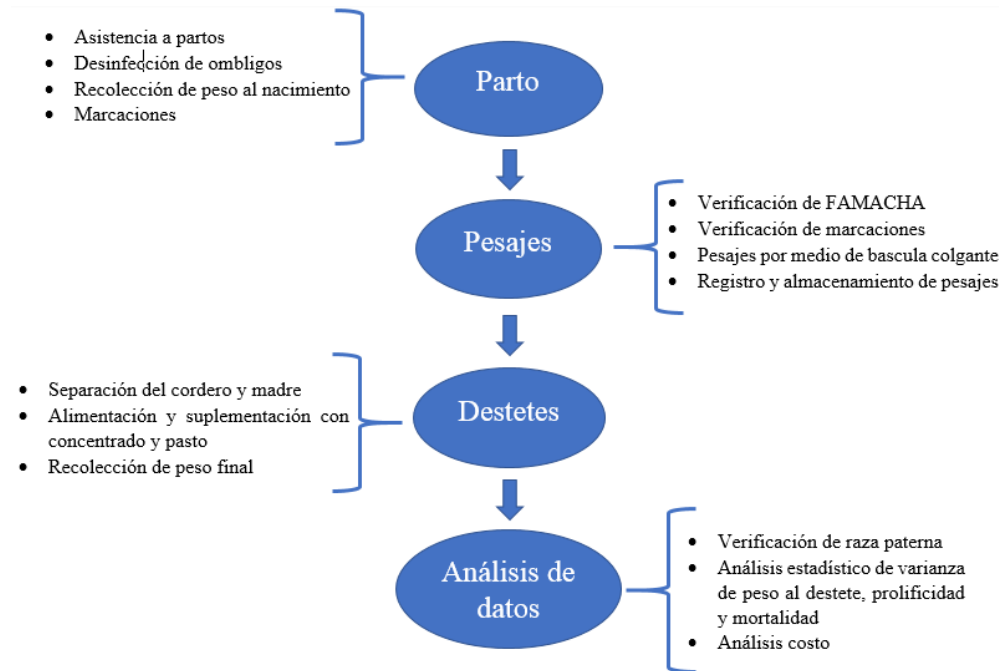 • Asistencia a partos
• Desinfección de ombligos
• Recolección de peso al nacimiento
• Marcaciones
Parto
Pesajes
• Verificación de FAMACHA
• Verificación de marcaciones
• Pesajes por medio de bascula colgante
• Registro y almacenamiento de pesajes
• Separación del cordero y madre
• Alimentación y suplementación con
concentrado y pasto
• Recolección de peso final
Destetes
Análisis de
datos
• Verificación de raza paterna
• Análisis estadístico de varianza
de peso al destete, prolificidad
y mortalidad
• Análisis costo